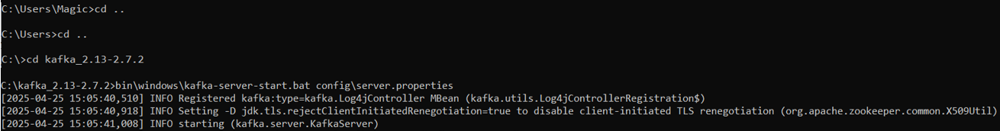 C:\Users\Magic>cd ..
C:\Users>cd ..
C:\>cd kafka_2.13-2.7.2
C:\kafka_2.13-2.7.2>bin\windows\kafka-server-start.bat config\server.properties
[2025-04-25 15:05:40,510] INFO Registered kafka:type=kafka.Log4jController MBean (kafka.utils.Log4jControllerRegistration$)
[2025-04-25 15:05:40,918] INFO Setting -D jdk.tls.rejectClientInitiatedRenegotiation=true to disable client-initiated TLS renegotiation (org.apache.zookeeper.common.X509Util)
[2025-04-25 15:05:41,008] INFO starting (kafka.server.KafkaServer)